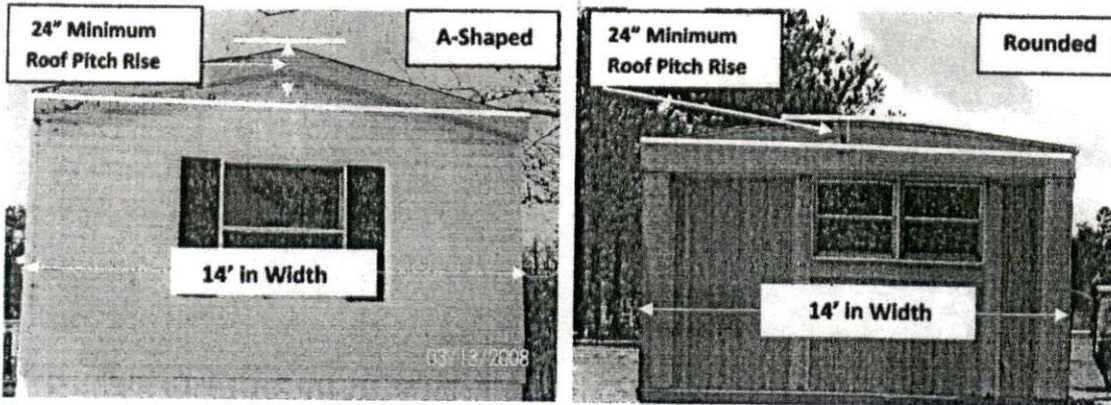 24" Minimum
Roof Pitch Rise
A-Shaped
14' in Width
03/13/2008
24" Minimum
Roof Pitch Rise
Rounded
14' in Width